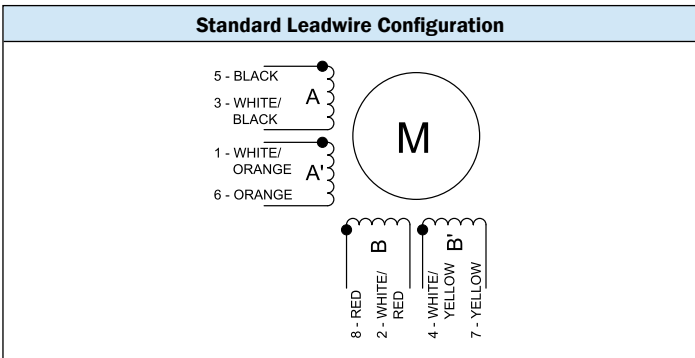 Standard Leadwire Configuration
5 - BLACK
3 - WHITE/
BLACK
A
1 - WHITE/
ORANGE
A'
6 - ORANGE
M
B
B'
8 - RED
2 - WHITE/
RED
4 - WHITE/
YELLOW
7 - YELLOW